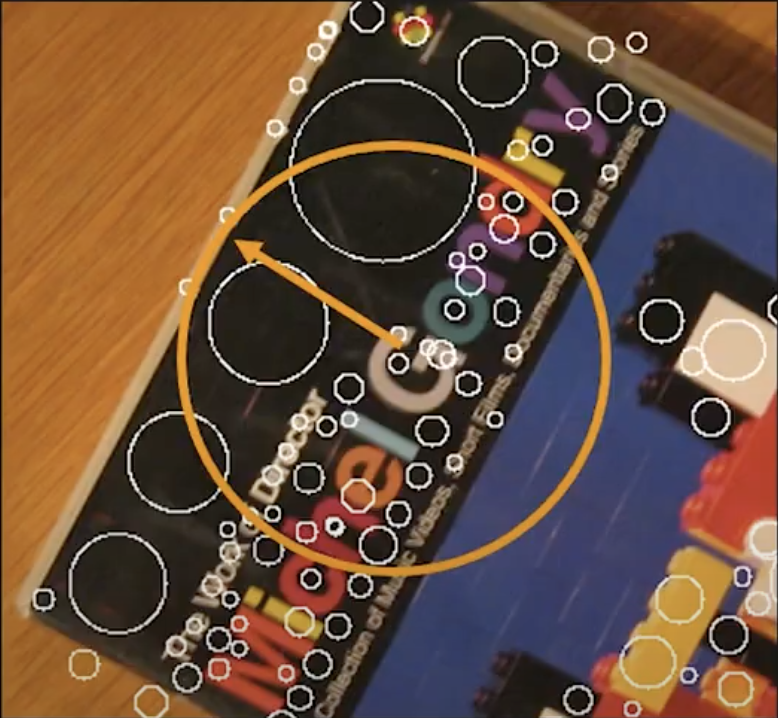 The Work of Director
Michel Gondry
Collection of Music Videos, Short Films, Documentaries and Stories